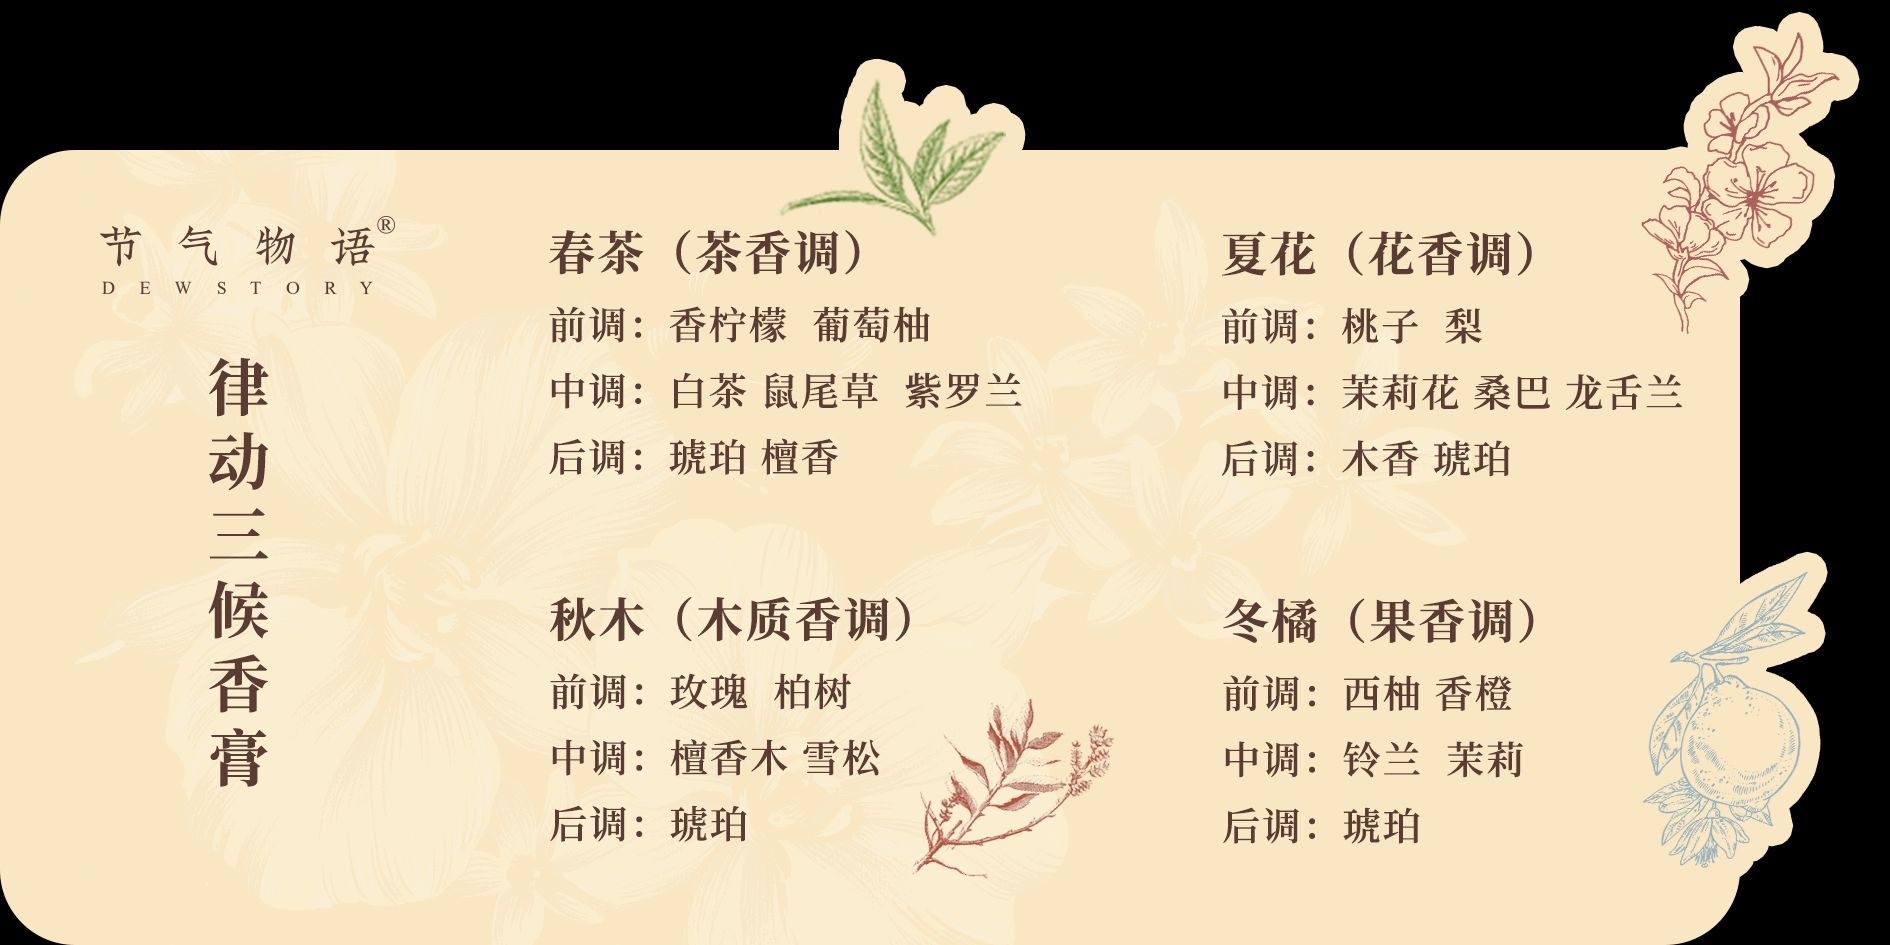 节气物语®
DEWSTORY
律动三候香膏
春茶（茶香调）
前调：香柠檬 葡萄柚
中调：白茶 鼠尾草 紫罗兰
后调：琥珀 檀香
夏花（花香调）
前调：桃子 梨
中调：茉莉花 桑巴 龙舌兰
后调：木香 琥珀
秋木（木质香调）
前调：玫瑰 柏树
中调：檀香木 雪松
后调：琥珀
冬橘（果香调）
前调：西柚 香橙
中调：铃兰 茉莉
后调：琥珀